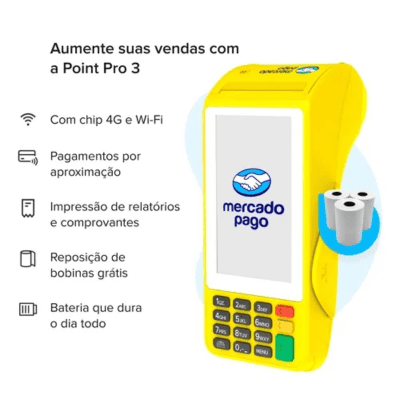 Aumente suas vendas com
a Point Pro 3
Com chip 4G e Wi-Fi
Pagamentos por
aproximação
Impressão de relatórios
e comprovantes
Reposição de
bobinas grátis
Bateria que dura
o dia todo
mercado
pago
mercado
pago
1 2ABC 3DEF
4GHI 5JKL 6MNO
7PRS 8TUV 9WXY
0 MENU